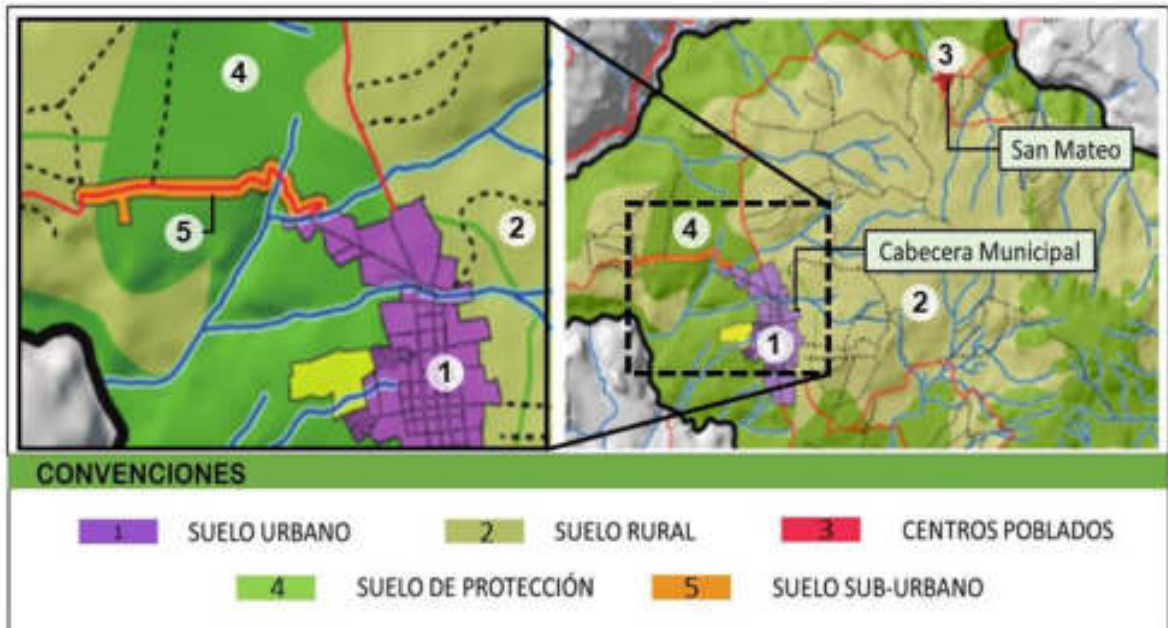 4
3
San Mateo
5
2
4
Cabecera Municipal
2
1
1
CONVENCIONES
1 SUELO URBANO
2 SUELO RURAL
3 CENTROS POBLADOS
4 SUELO DE PROTECCIÓN
5 SUELO SUB-URBANO